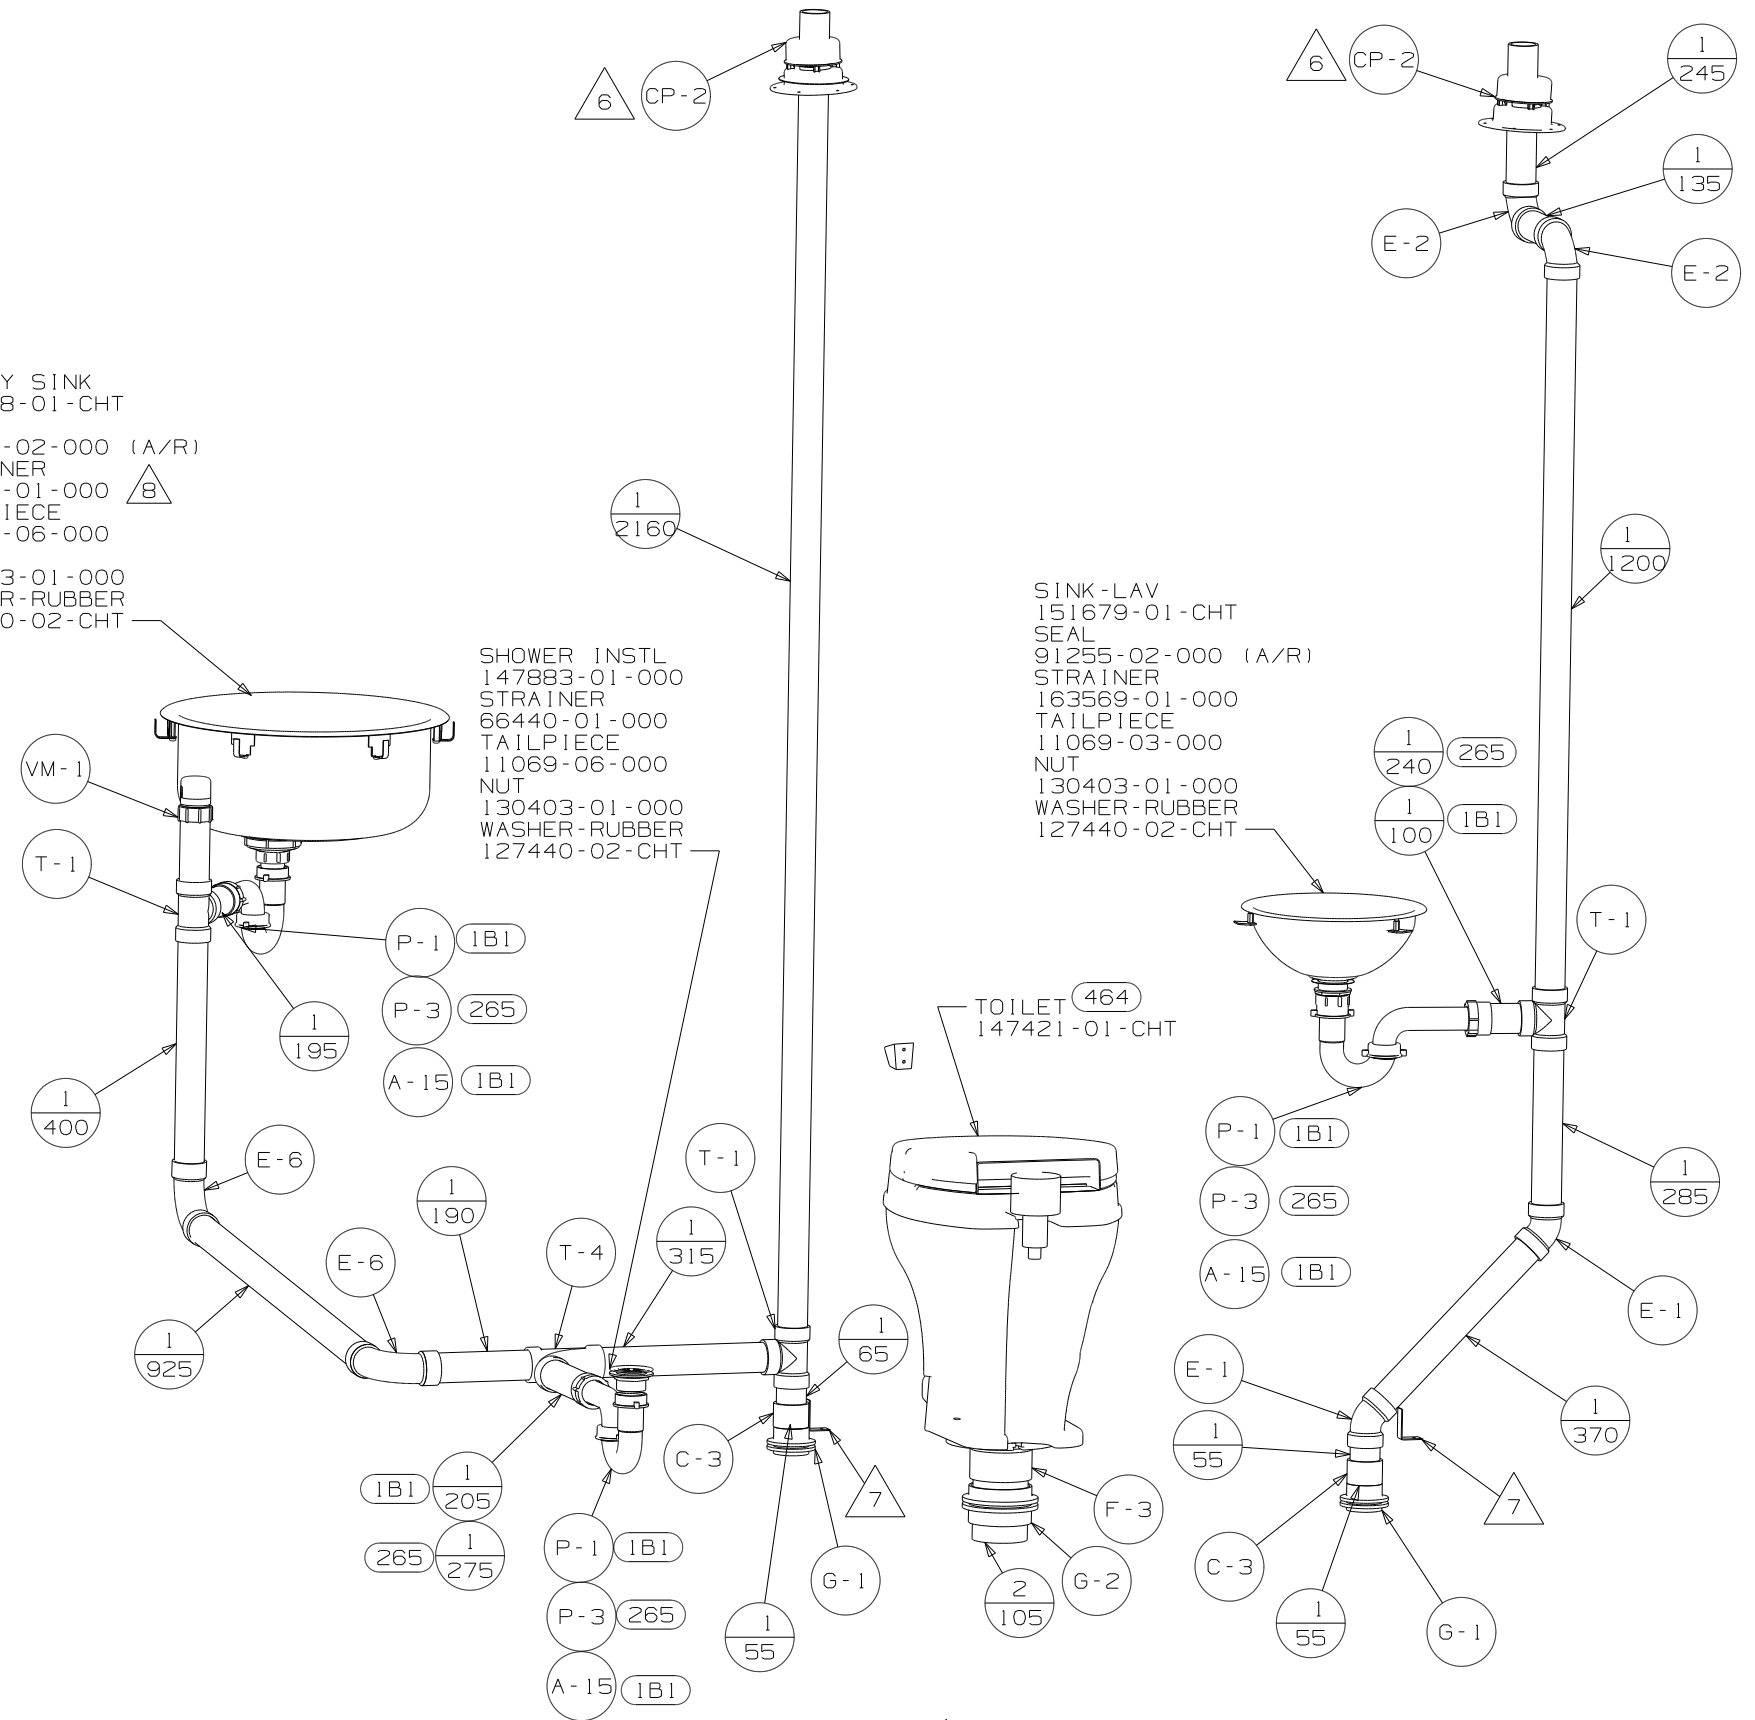 6
CP-2
6
CP-2
1
245
1
135
E-2
E-2
Y SINK
8-01-CHT
-02-000 (A/R)
NER
-01-000
8
IECE
-06-000
3-01-000
R-RUBBER
0-02-CHT
1
2160
1
1200
SHOWER INSTL
147883-01-000
STRAINER
66440-01-000
TAILPIECE
11069-06-000
NUT
130403-01-000
WASHER-RUBBER
127440-02-CHT
SINK-LAV
151679-01-CHT
SEAL
91255-02-000 (A/R)
STRAINER
163569-01-000
TAILPIECE
11069-03-000
NUT
130403-01-000
WASHER-RUBBER
127440-02-CHT
1
240
265
1
100
1B1
VM-1
T-1
P-1
1B1
P-3
265
A-15
1B1
1
195
1
400
E-6
TOILET
464
147421-01-CHT
T-1
P-1
1B1
P-3
265
A-15
1B1
1
285
E-1
1
190
E-6
T-4
1
315
T-1
1
65
1
925
E-1
1
55
1
370
7
C-3
1
55
G-1
1B1
1
205
265
1
275
P-1
1B1
P-3
265
A-15
1B1
C-3
7
G-1
1
55
F-3
G-2
2
105